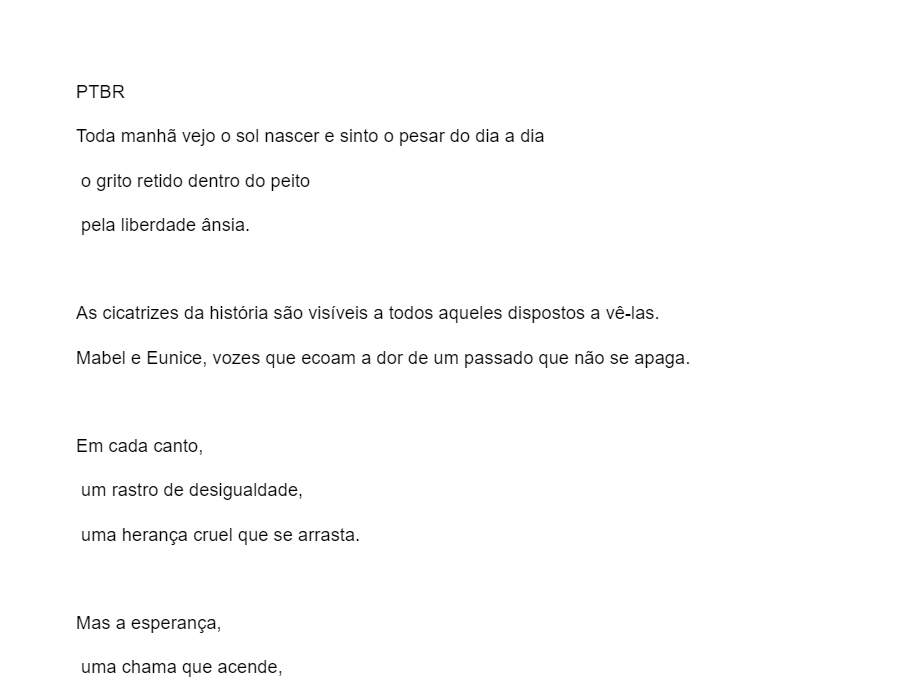 PTBR
Toda manhã vejo o sol nascer e sinto o pesar do dia a dia
o grito retido dentro do peito
pela liberdade ânsia.
As cicatrizes da história são visíveis a todos aqueles dispostos a vê-las.
Mabel e Eunice, vozes que ecoam a dor de um passado que não se apaga.
Em cada canto,
um rastro de desigualdade,
uma herança cruel que se arrasta.
Mas a esperança,
uma chama que acende,